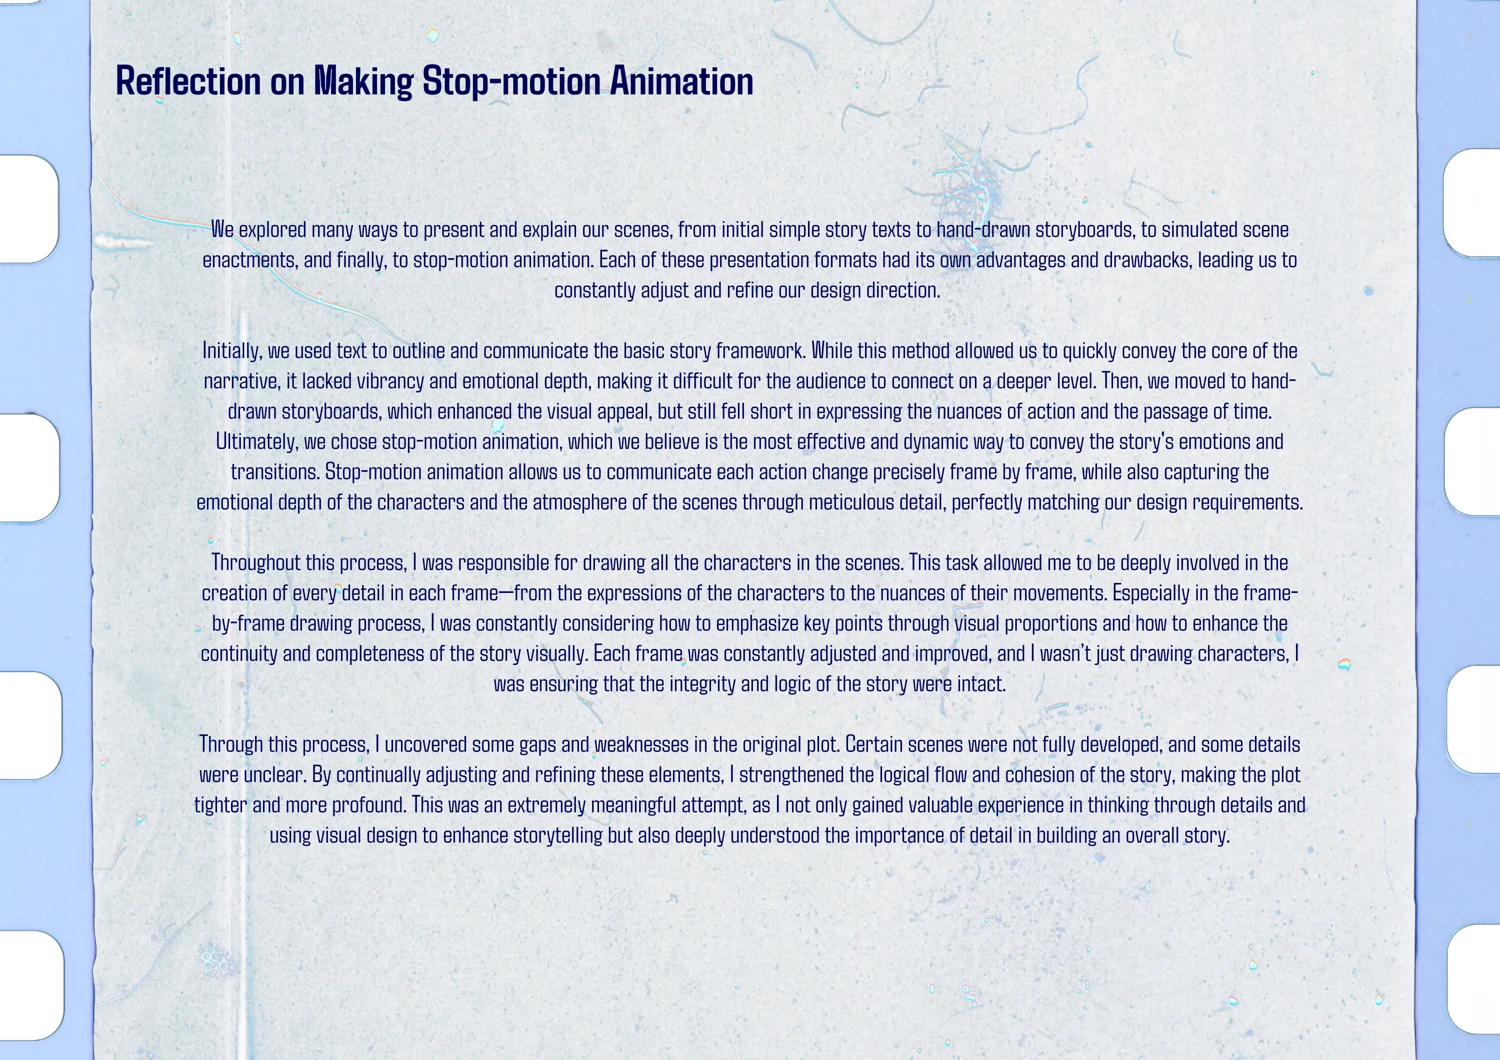 Reflection on Making Stop-motion Animation
We explored many ways to present and explain our scenes, from initial simple story texts to hand-drawn storyboards, to simulated scene
enactments, and finally, to stop-motion animation. Each of these presentation formats had its own advantages and drawbacks, leading us to
constantly adjust and refine our design direction.
Initially, we used text to outline and communicate the basic story framework. While this method allowed us to quickly convey the core of the
narrative, it lacked vibrancy and emotional depth, making it difficult for the audience to connect on a deeper level. Then, we moved to hand-
drawn storyboards, which enhanced the visual appeal, but still fell short in expressing the nuances of action and the passage of time.
Ultimately, we chose stop-motion animation, which we believe is the most effective and dynamic way to convey the story's emotions and
transitions. Stop-motion animation allows us to communicate each action change precisely frame by frame, while also capturing the
emotional depth of the characters and the atmosphere of the scenes through meticulous detail, perfectly matching our design requirements.
Throughout this process, I was responsible for drawing all the characters in the scenes. This task allowed me to be deeply involved in the
creation of every detail in each frame—from the expressions of the characters to the nuances of their movements. Especially in the frame-
by-frame drawing process, I was constantly considering how to emphasize key points through visual proportions and how to enhance the
continuity and completeness of the story visually. Each frame was constantly adjusted and improved, and I wasn't just drawing characters, I
was ensuring that the integrity and logic of the story were intact.
Through this process, I uncovered some gaps and weaknesses in the original plot. Certain scenes were not fully developed, and some details
were unclear. By continually adjusting and refining these elements, I strengthened the logical flow and cohesion of the story, making the plot
tighter and more profound. This was an extremely meaningful attempt, as I not only gained valuable experience in thinking through details and
using visual design to enhance storytelling but also deeply understood the importance of detail in building an overall story.